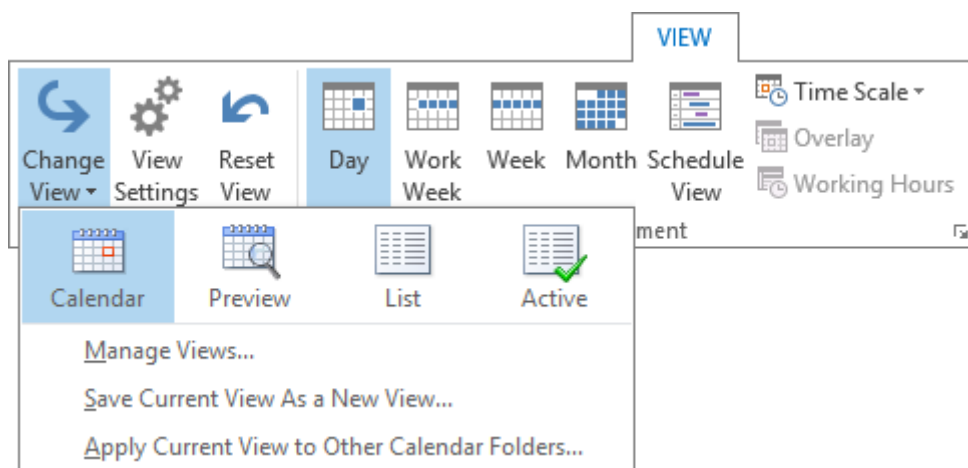 VIEW
Change
View
View
Settings
Reset
View
Day
Work
Week
Week
Month
Schedule
View
Time Scale
Overlay
Working Hours
ment
Calendar
Preview
List
Active
Manage Views...
Save Current View As a New View...
Apply Current View to Other Calendar Folders...